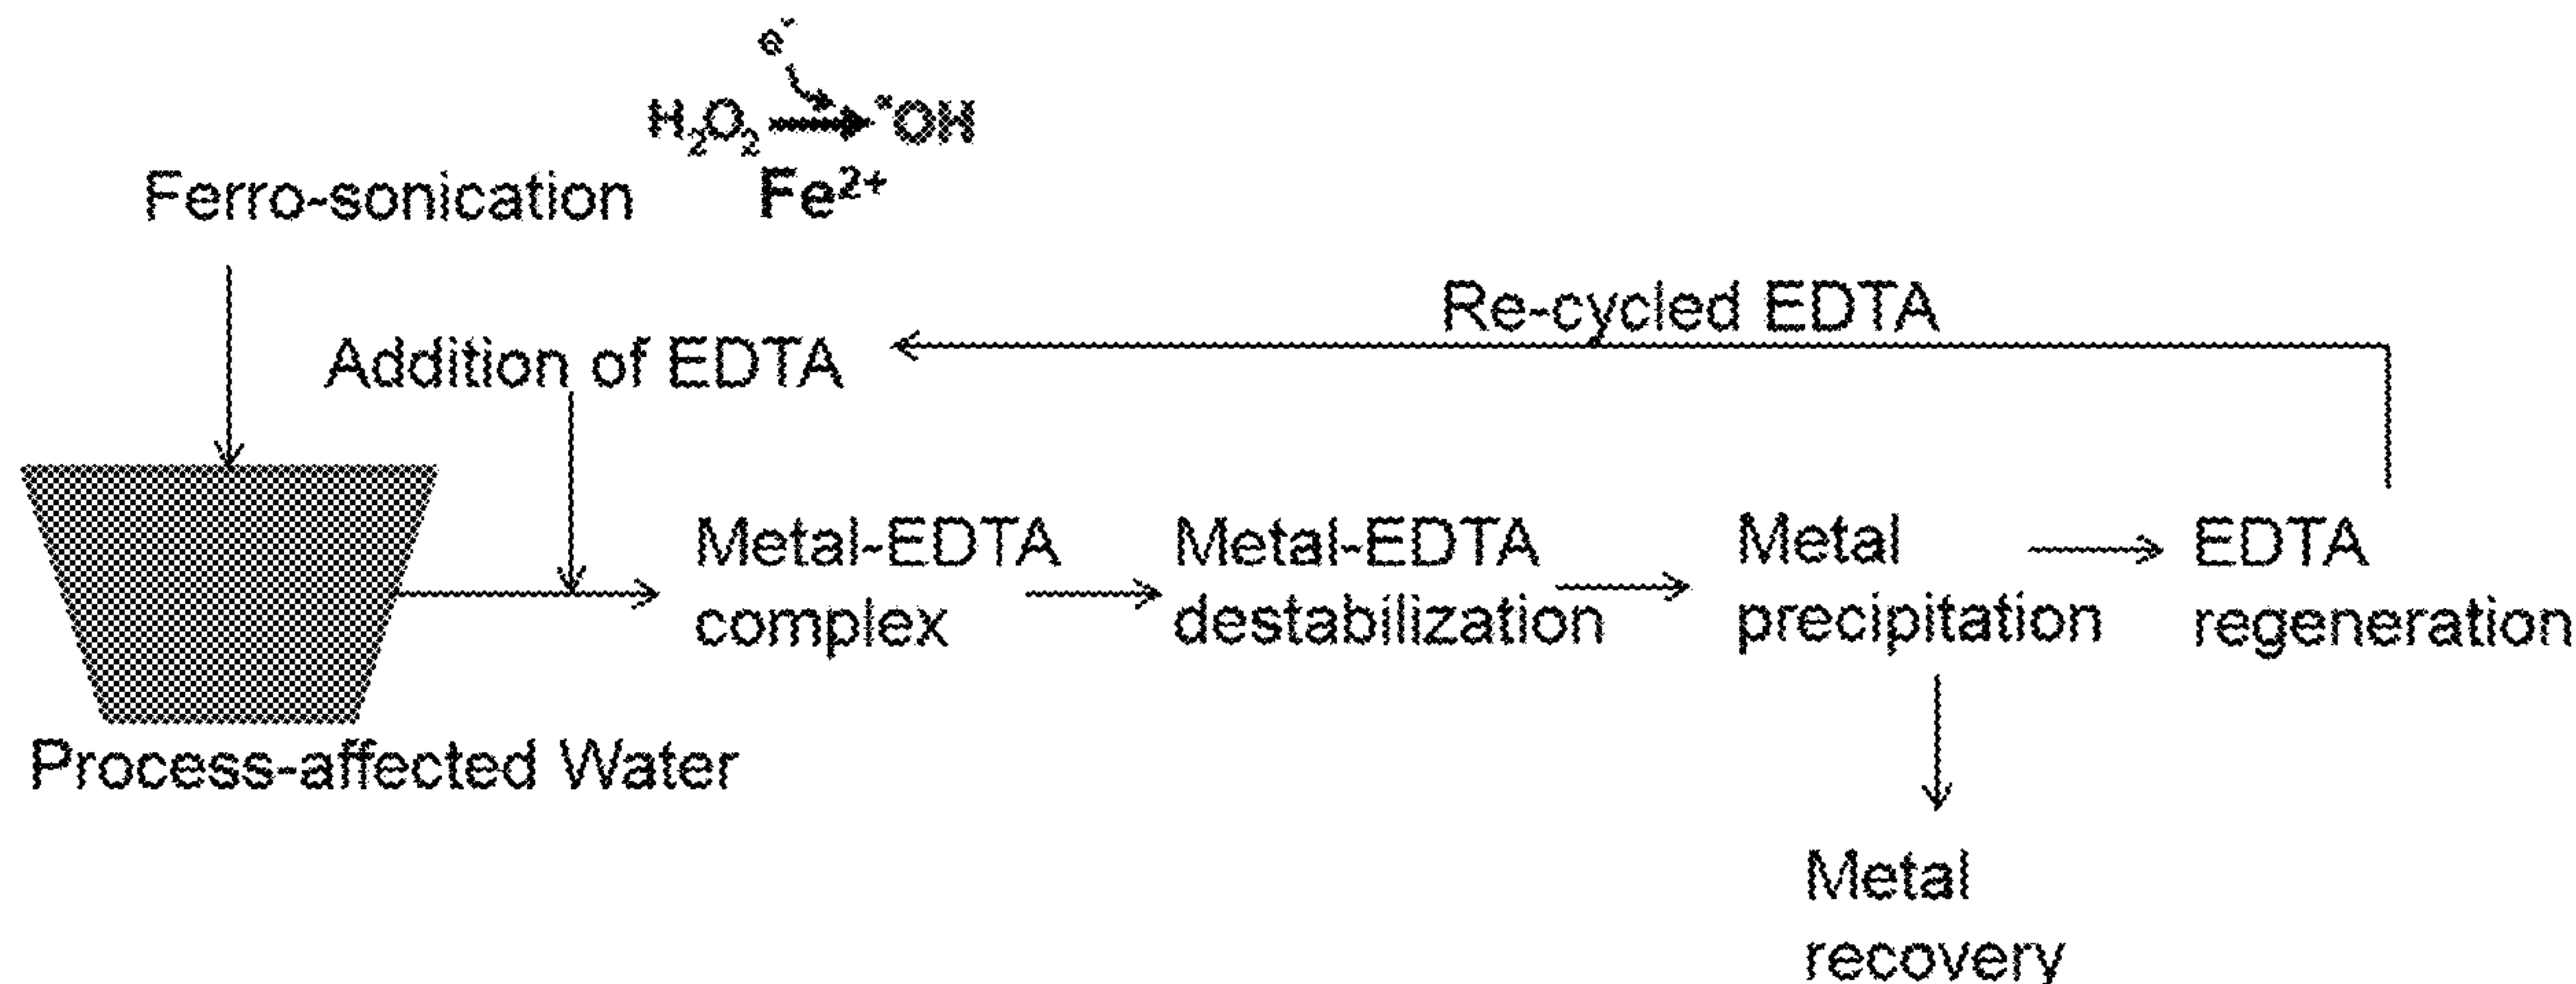 e⁻
H₂O₂ → •OH
Fe²⁺
Ferro-sonication
Re-cycled EDTA
Addition of EDTA
Metal-EDTA
complex
Metal-EDTA
destabilization
Metal
precipitation
EDTA
regeneration
Process-affected Water
Metal
recovery